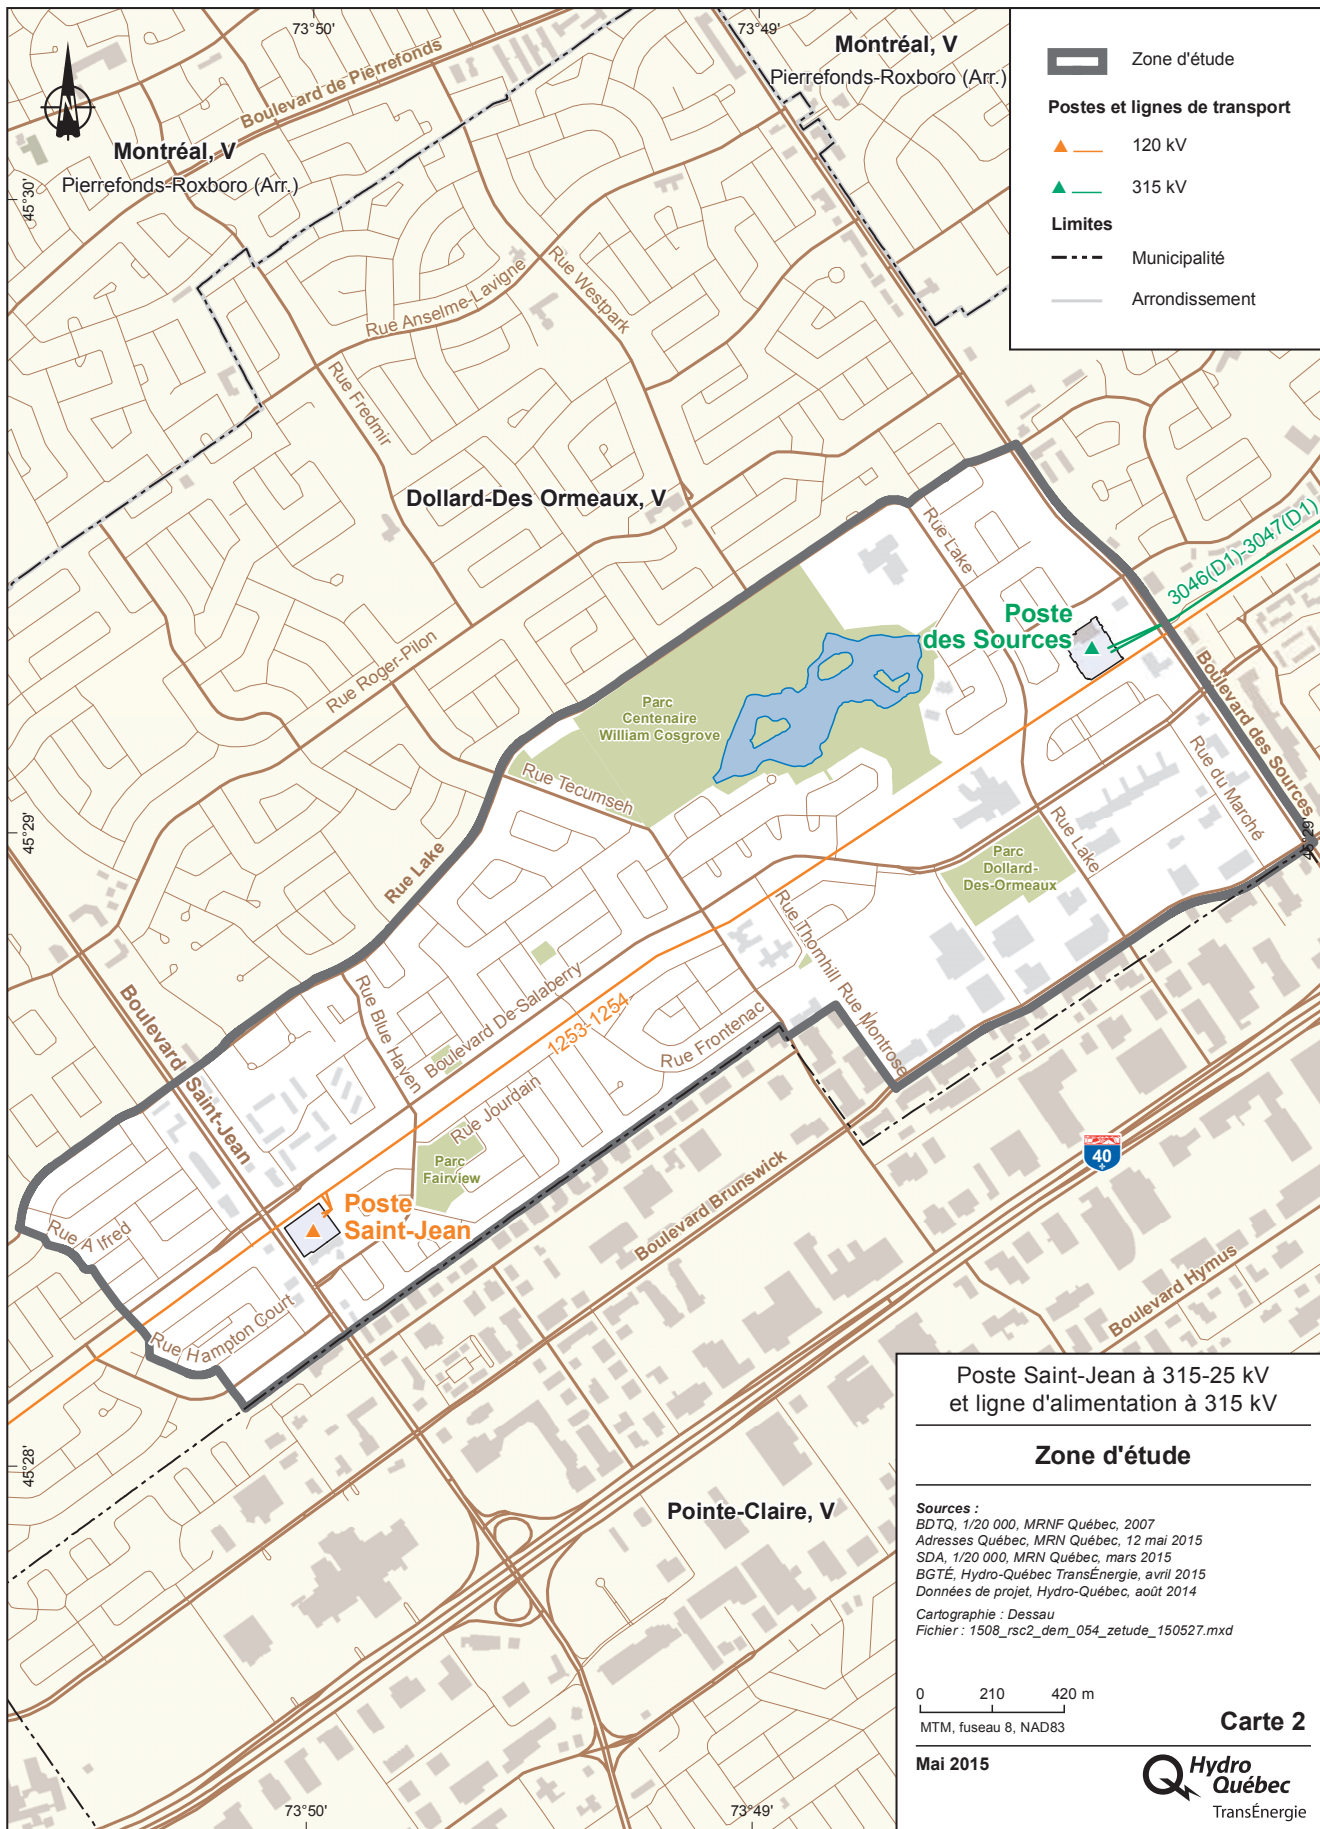 73°50'
73°49'
Montréal, V
Pierrefonds-Roxboro (Arr.)
Boulevard de Pierrefonds
N
Montréal, V
Pierrefonds-Roxboro (Arr.)
45°30'
Zone d'étude
Postes et lignes de transport
120 kV
315 kV
Limites
Municipalité
Arrondissement
Rue Anselme-Lavigne
Rue Westpark
Rue Fredmir
Dollard-Des Ormeaux, V
Rue Lake
3046(D1)-3047(D1)
Poste
des Sources
Rue Roger-Pilon
Parc
Centenaire
William Cosgrove
Boulevard des Sources
Rue Tecumseh
Rue du Marché
45°29'
45°29'
Rue Lake
Rue Lake
Parc
Dollard-
Des-Ormeaux
Rue Thornhill
Rue Montrose
Boulevard Saint-Jean
Rue Blue Haven
Boulevard De-Salaberry
1253-1254
Rue Frontenac
Rue Jourdain
Parc
Fairview
40
Boulevard Brunswick
Poste
Saint-Jean
Rue Alfred
Boulevard Hymus
Rue Hampton Court
45°28'
Pointe-Claire, V
Poste Saint-Jean à 315-25 kV
et ligne d'alimentation à 315 kV
Zone d'étude
Sources :
BDTQ, 1/20 000, MRNF Québec, 2007
Adresses Québec, MRN Québec, 12 mai 2015
SDA, 1/20 000, MRN Québec, mars 2015
BGTÉ, Hydro-Québec TransÉnergie, avril 2015
Données de projet, Hydro-Québec, août 2014
Cartographie : Dessau
Fichier : 1508_rsc2_dem_054_zetude_150527.mxd
0 210 420 m
MTM, fuseau 8, NAD83
Carte 2
Mai 2015
Hydro
Québec
TransÉnergie
73°50'
73°49'